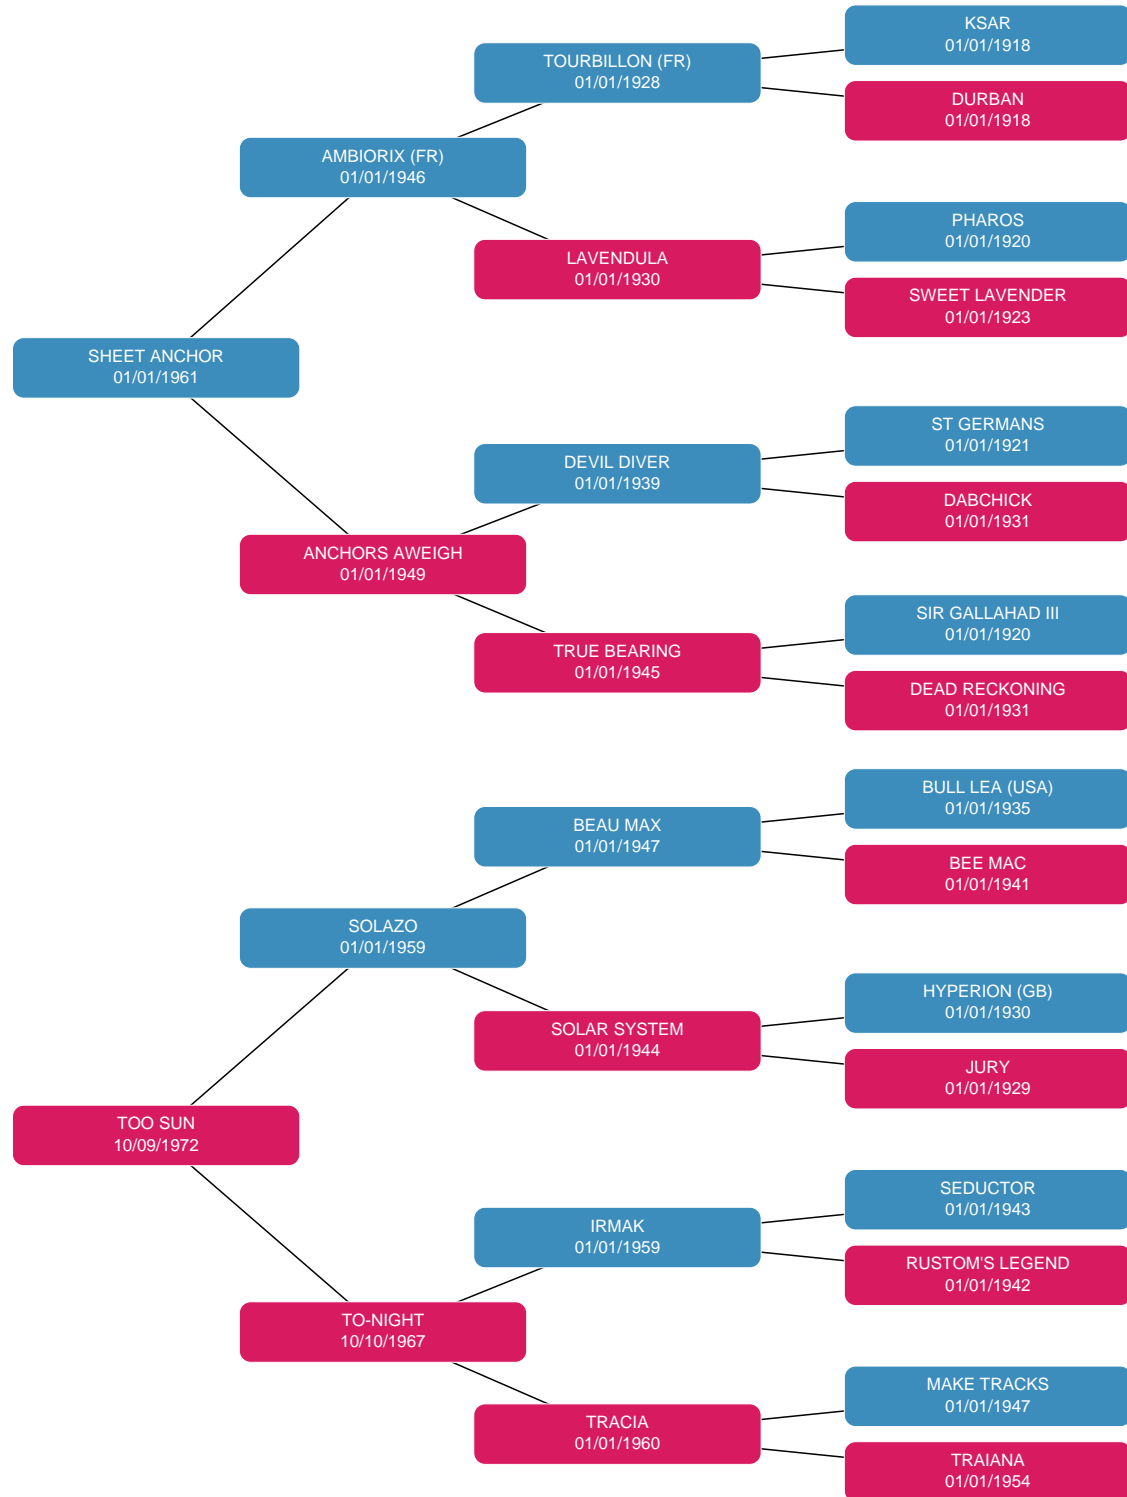 KSAR
01/01/1918
TOURBILLON (FR)
01/01/1928
DURBAN
01/01/1918
AMBIORIX (FR)
01/01/1946
PHAROS
01/01/1920
LAVENDULA
01/01/1930
SWEET LAVENDER
01/01/1923
SHEET ANCHOR
01/01/1961
ST GERMANS
01/01/1921
DEVIL DIVER
01/01/1939
DABCHICK
01/01/1931
ANCHORS AWEIGH
01/01/1949
SIR GALLAHAD III
01/01/1920
TRUE BEARING
01/01/1945
DEAD RECKONING
01/01/1931
BULL LEA (USA)
01/01/1935
BEAU MAX
01/01/1947
BEE MAC
01/01/1941
SOLAZO
01/01/1959
HYPERION (GB)
01/01/1930
SOLAR SYSTEM
01/01/1944
JURY
01/01/1929
TOO SUN
10/09/1972
SEDUCTOR
01/01/1943
IRMAK
01/01/1959
RUSTOM'S LEGEND
01/01/1942
TO-NIGHT
10/10/1967
MAKE TRACKS
01/01/1947
TRACIA
01/01/1960
TRAIANA
01/01/1954